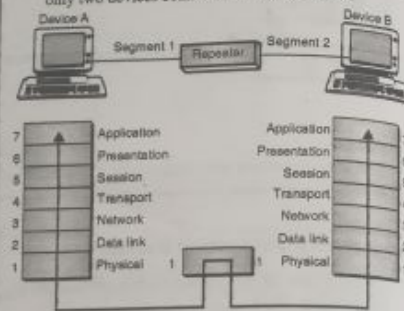 only two devices
Device A
Device B
Segment 1
Repeater
Segment 2
7 Application
6 Presentation
5 Session
4 Transport
3 Network
2 Data link
1 Physical
Application
Presentation
Session
Transport
Network
Data link
Physical
1 1